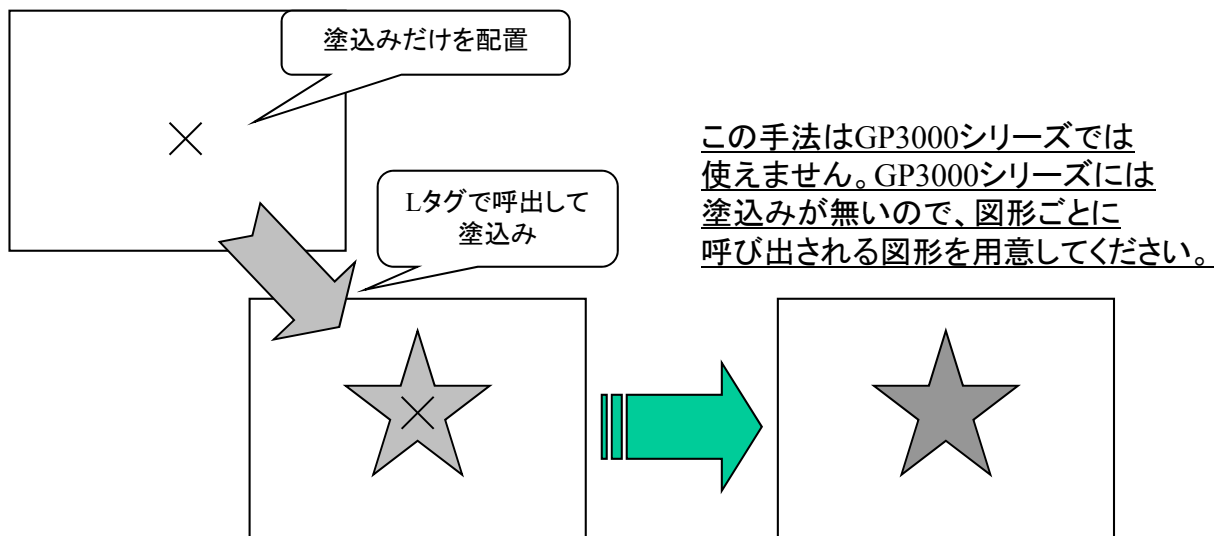 塗込みだけを配置
Lタグで呼出して
塗込み
この手法はGP3000シリーズでは
使えません。GP3000シリーズには
塗込みが無いので、図形ごとに
呼び出される図形を用意してください。